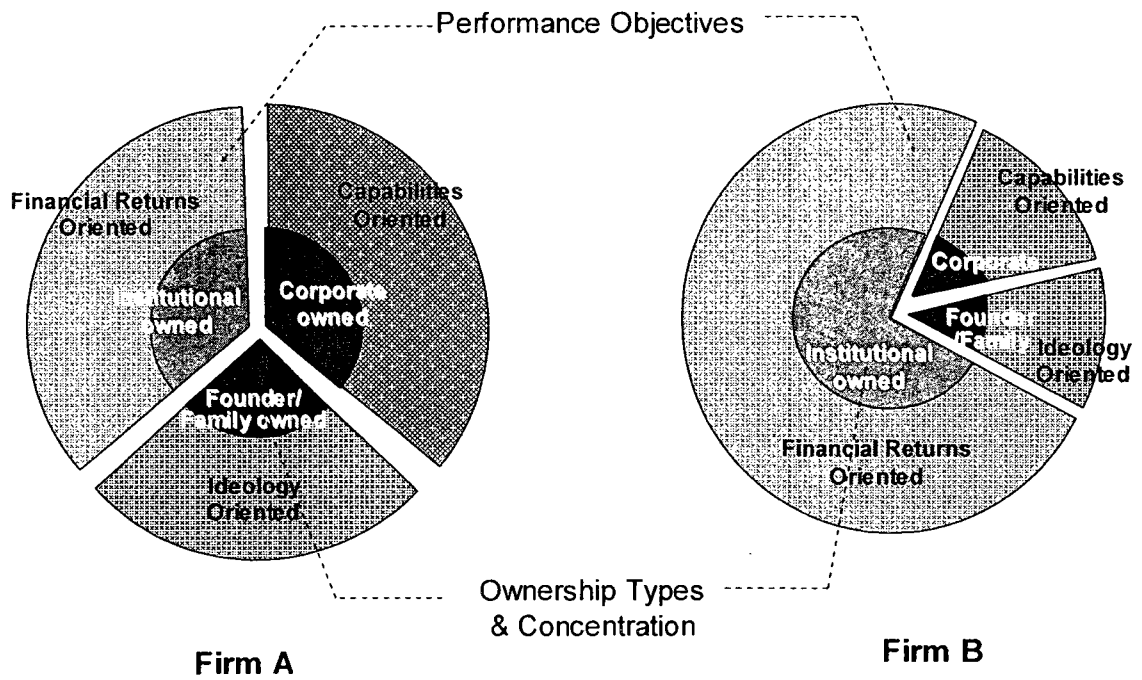 Performance Objectives
Financial Returns
Oriented
Capabilities
Oriented
Institutional
owned
Corporate
owned
Founder/
Family owned
Ideology
Oriented
Capabilities
Oriented
Corporate
Founder
/Family
Ideology
Oriented
Institutional
owned
Financial Returns
Oriented
Ownership Types
& Concentration
Firm A
Firm B